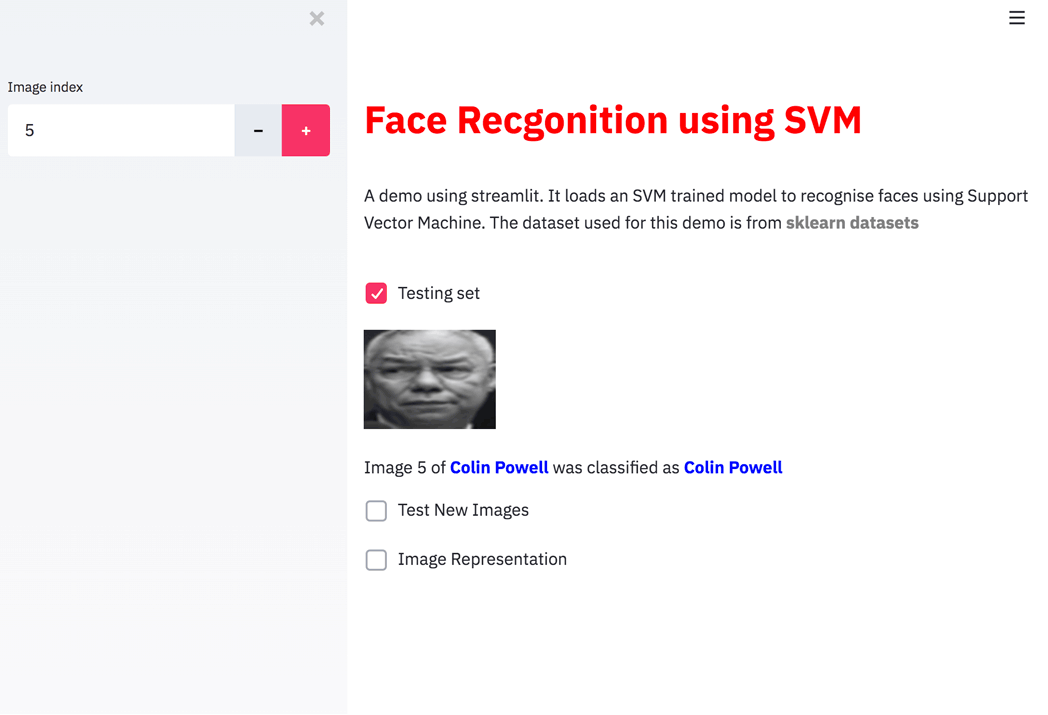 Image index
5
-
+
Face Recgonition using SVM
A demo using streamlit. It loads an SVM trained model to recognise faces using Support
Vector Machine. The dataset used for this demo is from sklearn datasets
Testing set
Image 5 of Colin Powell was classified as Colin Powell
Test New Images
Image Representation